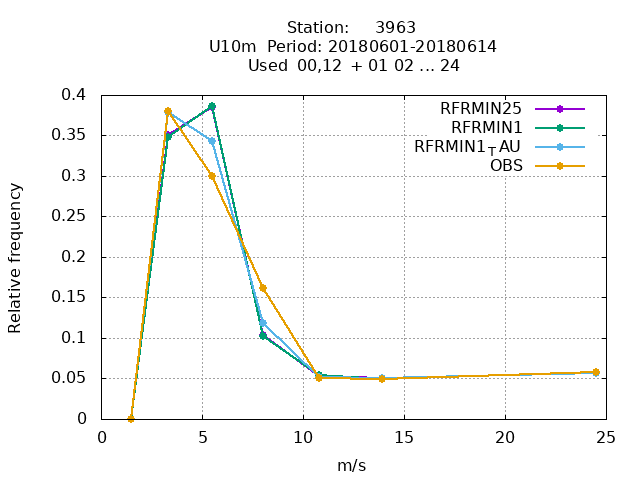 Station: 3963
U10m Period: 20180601-20180614
Used 00,12 + 01 02 ... 24
RFRMIN25
RFRMIN1
RFRMIN1_TAU
OBS
0.4
0.35
0.3
0.25
0.2
0.15
0.1
0.05
0
Relative frequency
0 5 10 15 20 25
m/s